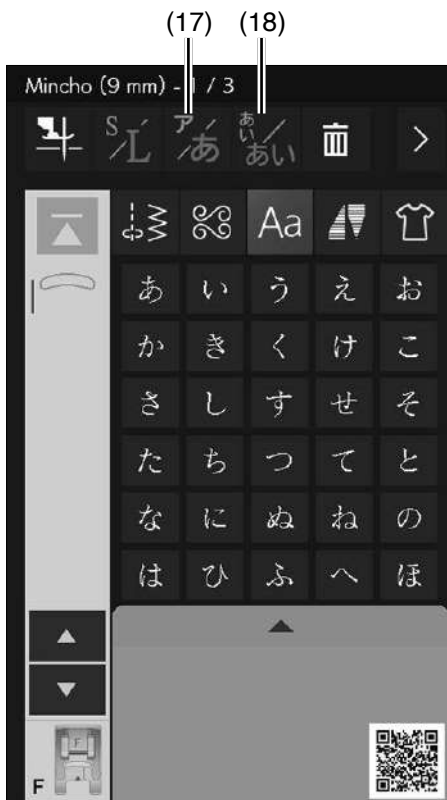 (17) (18)
Mincho (9 mm) - 1 / 3
S/L ア/あ あい/あい
Aa
あ い う え お
か き く け こ
さ し す せ そ
た ち つ て と
な に ぬ ね の
は ひ ふ へ ほ
F
F